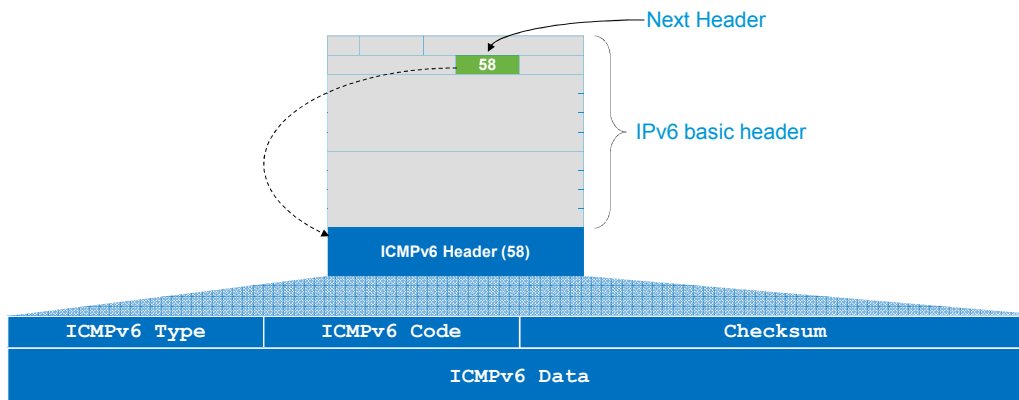 Next Header
58
IPv6 basic header
ICMPv6 Header (58)
ICMPv6 Type ICMPv6 Code Checksum
ICMPv6 Data